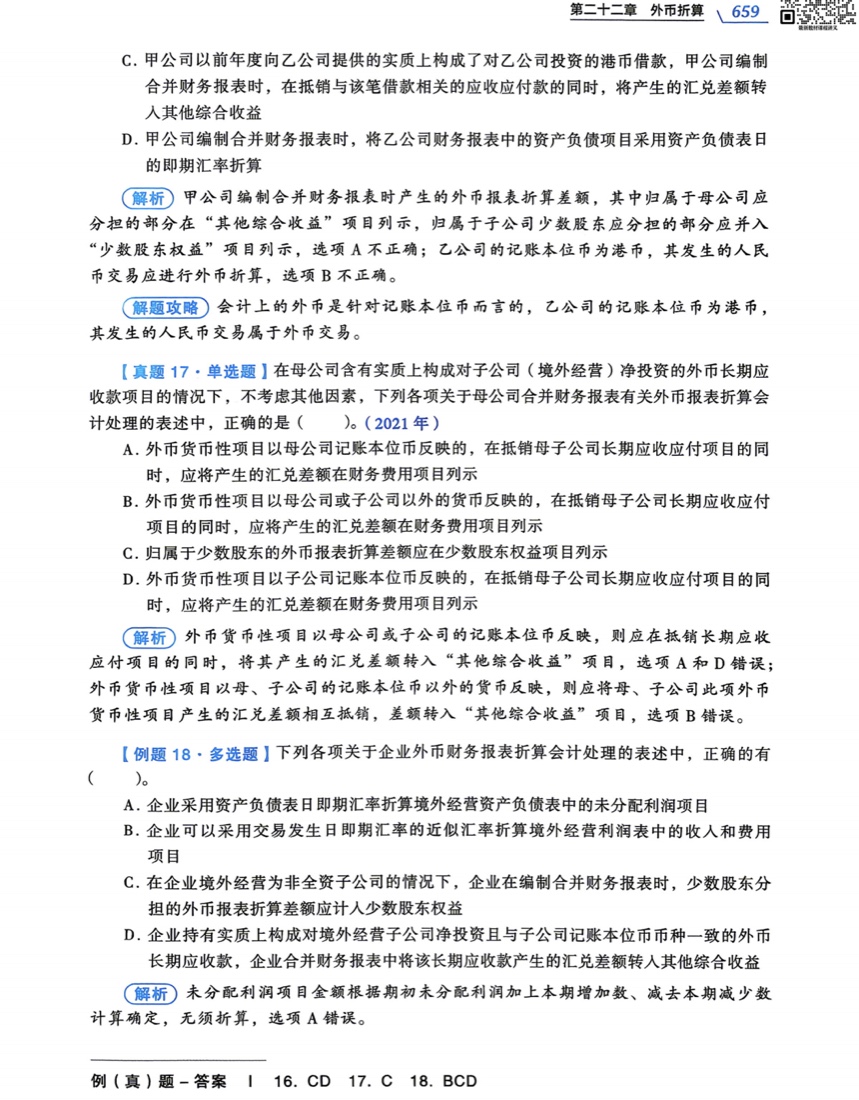 第二十二章 外币折算 659
C. 甲公司以前年度向乙公司提供的实质上构成了对乙公司投资的港币借款，甲公司编制
合并财务报表时，在抵销与该笔借款相关的应收应付款的同时，将产生的汇兑差额转
入其他综合收益
D. 甲公司编制合并财务报表时，将乙公司财务报表中的资产负债项目采用资产负债表日
的即期汇率折算
解析 甲公司编制合并财务报表时产生的外币报表折算差额，其中归属于母公司应
分担的部分在“其他综合收益”项目列示，归属于子公司少数股东应分担的部分应并入
“少数股东权益”项目列示，选项 A 不正确；乙公司的记账本位币为港币，其发生的人民
币交易应进行外币折算，选项 B 不正确。
解题攻略 会计上的外币是针对记账本位币而言的，乙公司的记账本位币为港币，
其发生的人民币交易属于外币交易。
【真题 17·单选题】在母公司含有实质上构成对子公司（境外经营）净投资的外币长期应
收款项目的情况下，不考虑其他因素，下列各项关于母公司合并财务报表有关外币报表折算会
计处理的表述中，正确的是（ ）。（2021 年）
A. 外币货币性项目以母公司记账本位币反映的，在抵销母子公司长期应收应付项目的同
时，应将产生的汇兑差额在财务费用项目列示
B. 外币货币性项目以母公司或子公司以外的货币反映的，在抵销母子公司长期应收应付
项目的同时，应将产生的汇兑差额在财务费用项目列示
C. 归属于少数股东的外币报表折算差额应在少数股东权益项目列示
D. 外币货币性项目以子公司记账本位币反映的，在抵销母子公司长期应收应付项目的同
时，应将产生的汇兑差额在财务费用项目列示
解析 外币货币性项目以母公司或子公司的记账本位币反映，则应在抵销长期应收
应付项目的同时，将其产生的汇兑差额转入“其他综合收益”项目，选项 A 和 D 错误；
外币货币性项目以母、子公司的记账本位币以外的货币反映，则应将母、子公司此项外币
货币性项目产生的汇兑差额相互抵销，差额转入“其他综合收益”项目，选项 B 错误。
【例题 18·多选题】下列各项关于企业外币财务报表折算会计处理的表述中，正确的有
（ ）。
A. 企业采用资产负债表日即期汇率折算境外经营资产负债表中的未分配利润项目
B. 企业可以采用交易发生日即期汇率的近似汇率折算境外经营利润表中的收入和费用
项目
C. 在企业境外经营为非全资子公司的情况下，企业在编制合并财务报表时，少数股东分
担的外币报表折算差额应计入少数股东权益
D. 企业持有实质上构成对境外经营子公司净投资且与子公司记账本位币币种一致的外币
长期应收款，企业合并财务报表中将该长期应收款产生的汇兑差额转入其他综合收益
解析 未分配利润项目金额根据期初未分配利润加上本期增加数、减去本期减少数
计算确定，无须折算，选项 A 错误。
例（真）题－答案 | 16. CD 17. C 18. BCD